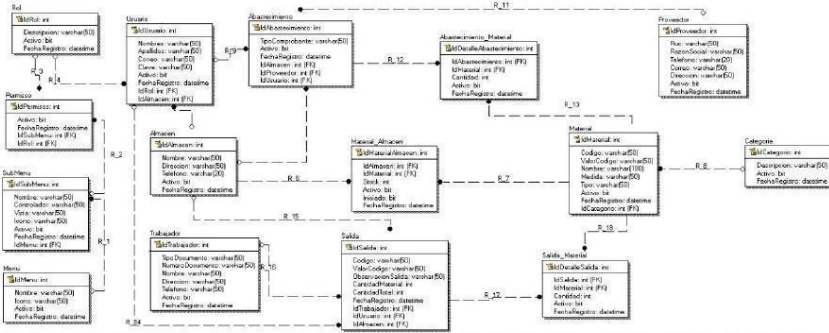 Rol
IdRol: int
Descripcion: varchar(50)
Activo: bit
FechaRegistro: datetime
R_3
R_4
Permisso
IdPermisos: int
Activo: bit
FechaRegistro: datetime
IdSubMenu: int (FK)
IdRol: int (FK)
R_2
SubMenu
IdSubMenu: int
Nombre: varchar(50)
Controlador: varchar(50)
Vista: varchar(50)
Icono: varchar(50)
Activo: bit
FechaRegistro: datetime
IdMenu: int (FK)
R_1
Menu
IdMenu: int
Nombre: varchar(50)
Icono: varchar(50)
Activo: bit
FechaRegistro: datetime
Usuario
IdUsuario: int
Nombres: varchar(50)
Apellidos: varchar(50)
Correo: varchar(50)
Clave: varchar(50)
Activo: bit
FechaRegistro: datetime
IdRol: int (FK)
IdAlmacen: int (FK)
R_9
Abastecimiento
IdAbastecimiento: int
TipoComprobante: varchar(50)
Activo: bit
FechaRegistro: datetime
IdAlmacen: int (FK)
IdProveedor: int (FK)
IdUsuario: int (FK)
R_11
R_12
Abastecimiento_Material
IdDetalleAbastecimiento: int
IdAbastecimiento: int (FK)
IdMaterial: int (FK)
Cantidad: int
Activo: bit
FechaRegistro: datetime
R_13
Proveedor
IdProveedor: int
Ruc: varchar(50)
RazonSocial: varchar(50)
Telefono: varchar(20)
Correo: varchar(50)
Direccion: varchar(50)
Activo: bit
FechaRegistro: datetime
Almacen
IdAlmacen: int
Nombre: varchar(50)
Direccion: varchar(50)
Telefono: varchar(20)
Activo: bit
FechaRegistro: datetime
R_6
Material_Almacen
IdMaterialAlmacen: int
IdAlmacen: int (FK)
IdMaterial: int (FK)
Stock: int
Activo: bit
Iniciado: bit
FechaRegistro: datetime
R_7
Material
IdMaterial: int
Codigo: varchar(50)
ValorCodigo: varchar(50)
Nombre: varchar(100)
Medida: varchar(50)
Tipo: varchar(50)
Activo: bit
FechaRegistro: datetime
IdCategoria: int (FK)
R_8
Categoria
IdCategoria: int
Descripcion: varchar(50)
Activo: bit
FechaRegistro: datetime
R_15
Trabajador
IdTrabajador: int
TipoDocumento: varchar(50)
NumeroDocumento: varchar(50)
Nombre: varchar(50)
Direccion: varchar(50)
Telefono: varchar(50)
Activo: bit
FechaRegistro: datetime
R_16
Salida
IdSalida: int
Codigo: varchar(50)
ValorCodigo: varchar(50)
ObservacionSalida: varchar(50)
CantidadMaterial: int
CantidadTotal: int
FechaRegistro: datetime
IdTrabajador: int (FK)
IdUsuario: int (FK)
IdAlmacen: int (FK)
R_17
R_18
Salida_Material
IdDetalleSalida: int
IdSalida: int (FK)
IdMaterial: int (FK)
Cantidad: int
Activo: bit
FechaRegistro: datetime